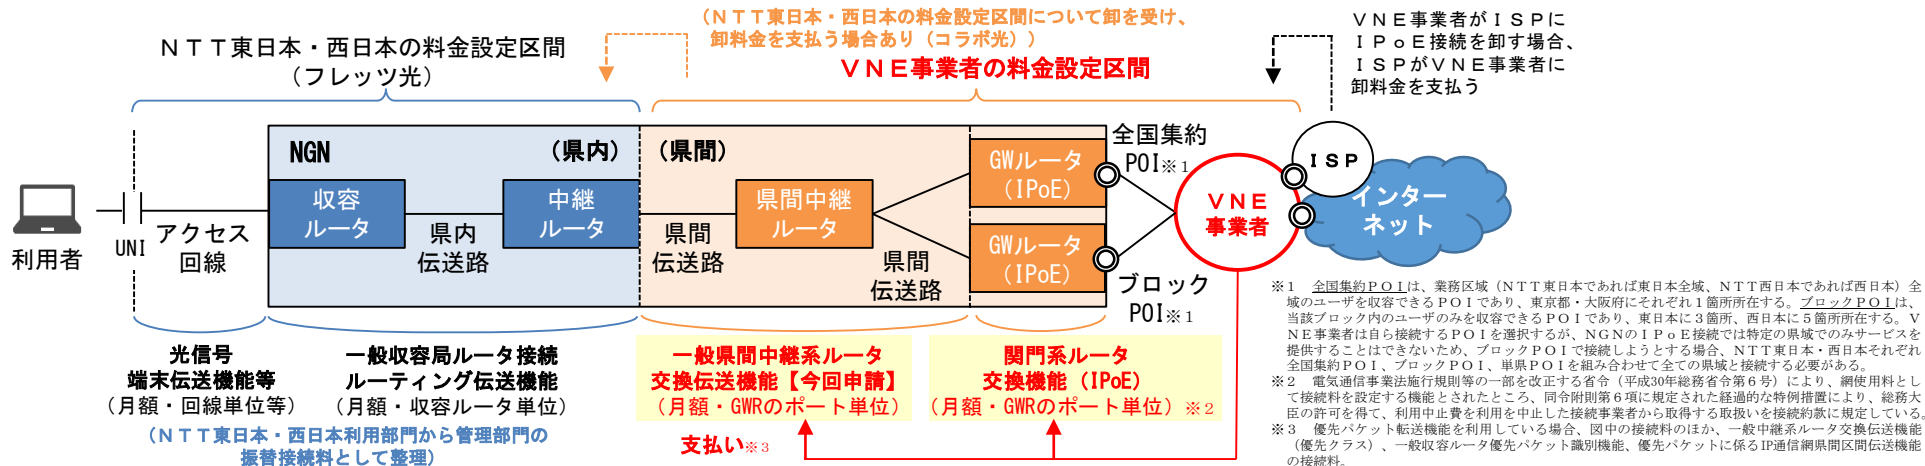 (NTT東日本・西日本の料金設定区間について卸を受け、
卸料金を支払う場合あり(コラボ光))
VNE事業者がISPに
IPoE接続を卸す場合、
ISPがVNE事業者に
卸料金を支払う
NTT東日本・西日本の料金設定区間
(フレッツ光)
VNE事業者の料金設定区間
NGN
(県内)
(県間)
利用者
UNI
アクセス
回線
収容
ルータ
県内
伝送路
中継
ルータ
県間
伝送路
県間中継
ルータ
県間
伝送路
GWルータ
(IPoE)
GWルータ
(IPoE)
全国集約
POI※1
ブロック
POI※1
VNE
事業者
ISP
インター
ネット
光信号
端末伝送機能等
(月額・回線単位等)
一般収容局ルータ接続
ルーティング伝送機能
(月額・収容ルータ単位)
(NTT東日本・西日本利用部門から管理部門の
振替接続料として整理)
一般県間中継系ルータ
交換伝送機能【今回申請】
(月額・GWRのポート単位)
関門系ルータ
交換機能(IPoE)
(月額・GWRのポート単位)※2
支払い※3
※1 全国集約POIは、業務区域(NTT東日本であれば東日本全域、NTT西日本であれば西日本)全
域のユーザを収容できるPOIであり、東京都・大阪府にそれぞれ1箇所所在する。ブロックPOIは、
当該ブロック内のユーザのみを収容できるPOIであり、東日本に3箇所、西日本に5箇所所在する。V
NE事業者は自ら接続するPOIを選択するが、NGNのIPoE接続では特定の県域でのみサービスを
提供することはできないため、ブロックPOIで接続しようとする場合、NTT東日本・西日本それぞれ
全国集約POI、ブロックPOI、単県POIを組み合わせて全ての県域と接続する必要がある。
※2 電気通信事業法施行規則等の一部を改正する省令(平成30年総務省令第6号)により、網使用料とし
て接続料を設定する機能とされたところ、同令附則第6項に規定された経過的な特例措置により、総務大
臣の許可を得て、利用中止費を利用を中止した接続事業者から取得する取扱いを接続約款に規定している。
※3 優先パケット転送機能を利用している場合、図中の接続料のほか、一般中継系ルータ交換伝送機能
(優先クラス)、一般収容ルータ優先パケット識別機能、優先パケットに係るIP通信網県間区間伝送機能
の接続料。